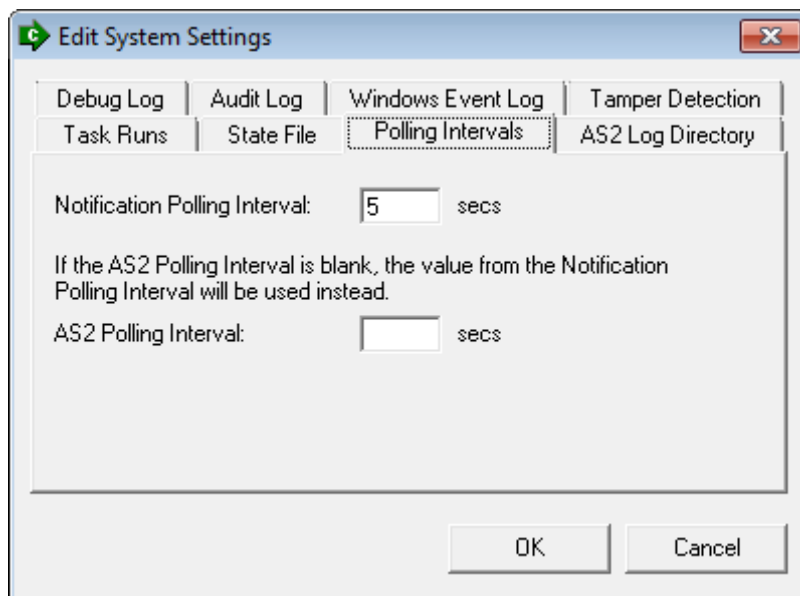 Edit System Settings
Debug Log Audit Log Windows Event Log Tamper Detection
Task Runs State File Polling Intervals AS2 Log Directory
Notification Polling Interval: 5 secs
If the AS2 Polling Interval is blank, the value from the Notification
Polling Interval will be used instead.
AS2 Polling Interval: secs
OK Cancel